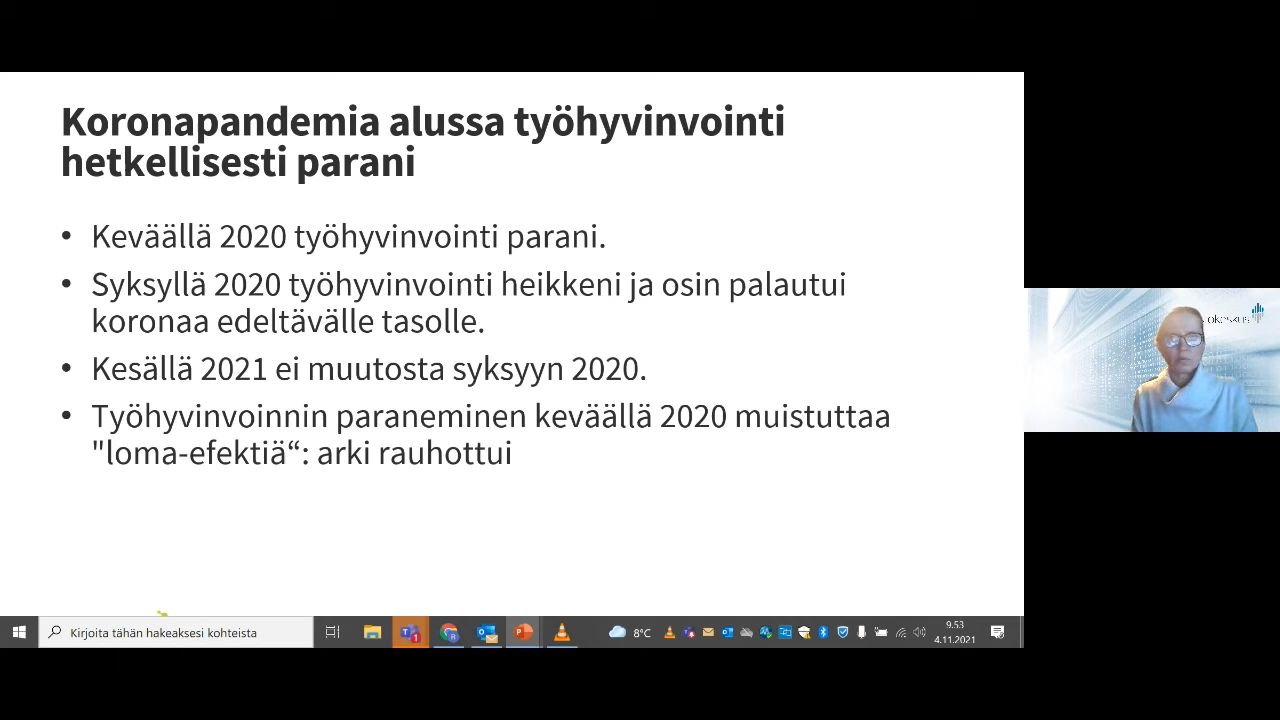 Koronapandemia alussa työhyvinvointi
hetkellisesti parani
• Keväällä 2020 työhyvinvointi parani.
• Syksyllä 2020 työhyvinvointi heikkeni ja osin palautui
koronaa edeltävälle tasolle.
• Kesällä 2021 ei muutosta syksyyn 2020.
• Työhyvinvoinnin paraneminen keväällä 2020 muistuttaa
"loma-efektiä“: arki rauhottui
Kirjoita tähän hakeaksesi kohteista
8°C
9.53
4.11.2021